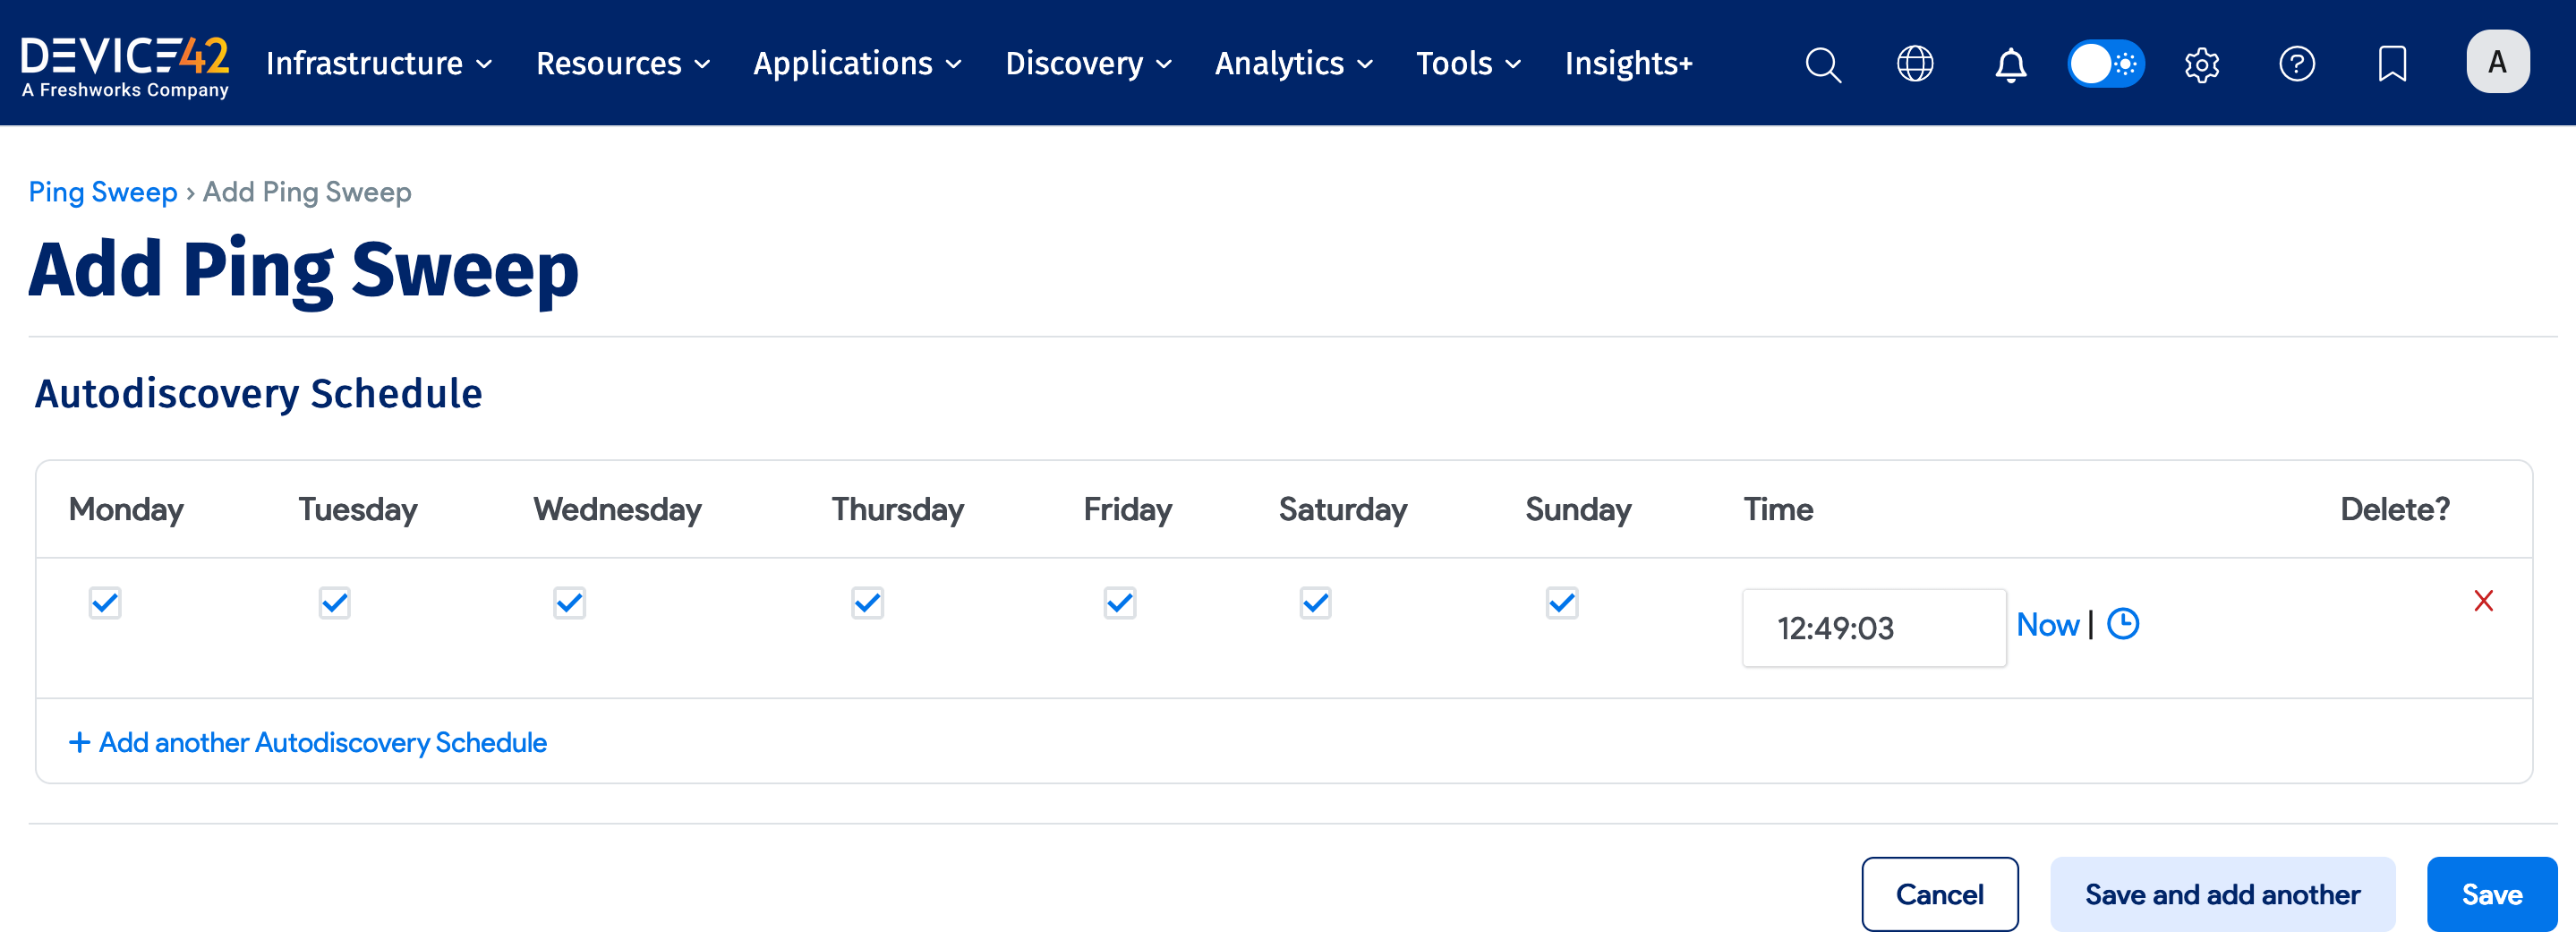 DEVICE42
A Freshworks Company
Infrastructure Resources Applications Discovery Analytics Tools Insights+ A
Ping Sweep › Add Ping Sweep
Add Ping Sweep
Autodiscovery Schedule
Monday Tuesday Wednesday Thursday Friday Saturday Sunday Time Delete?
12:49:03 Now |
+ Add another Autodiscovery Schedule
Cancel Save and add another Save